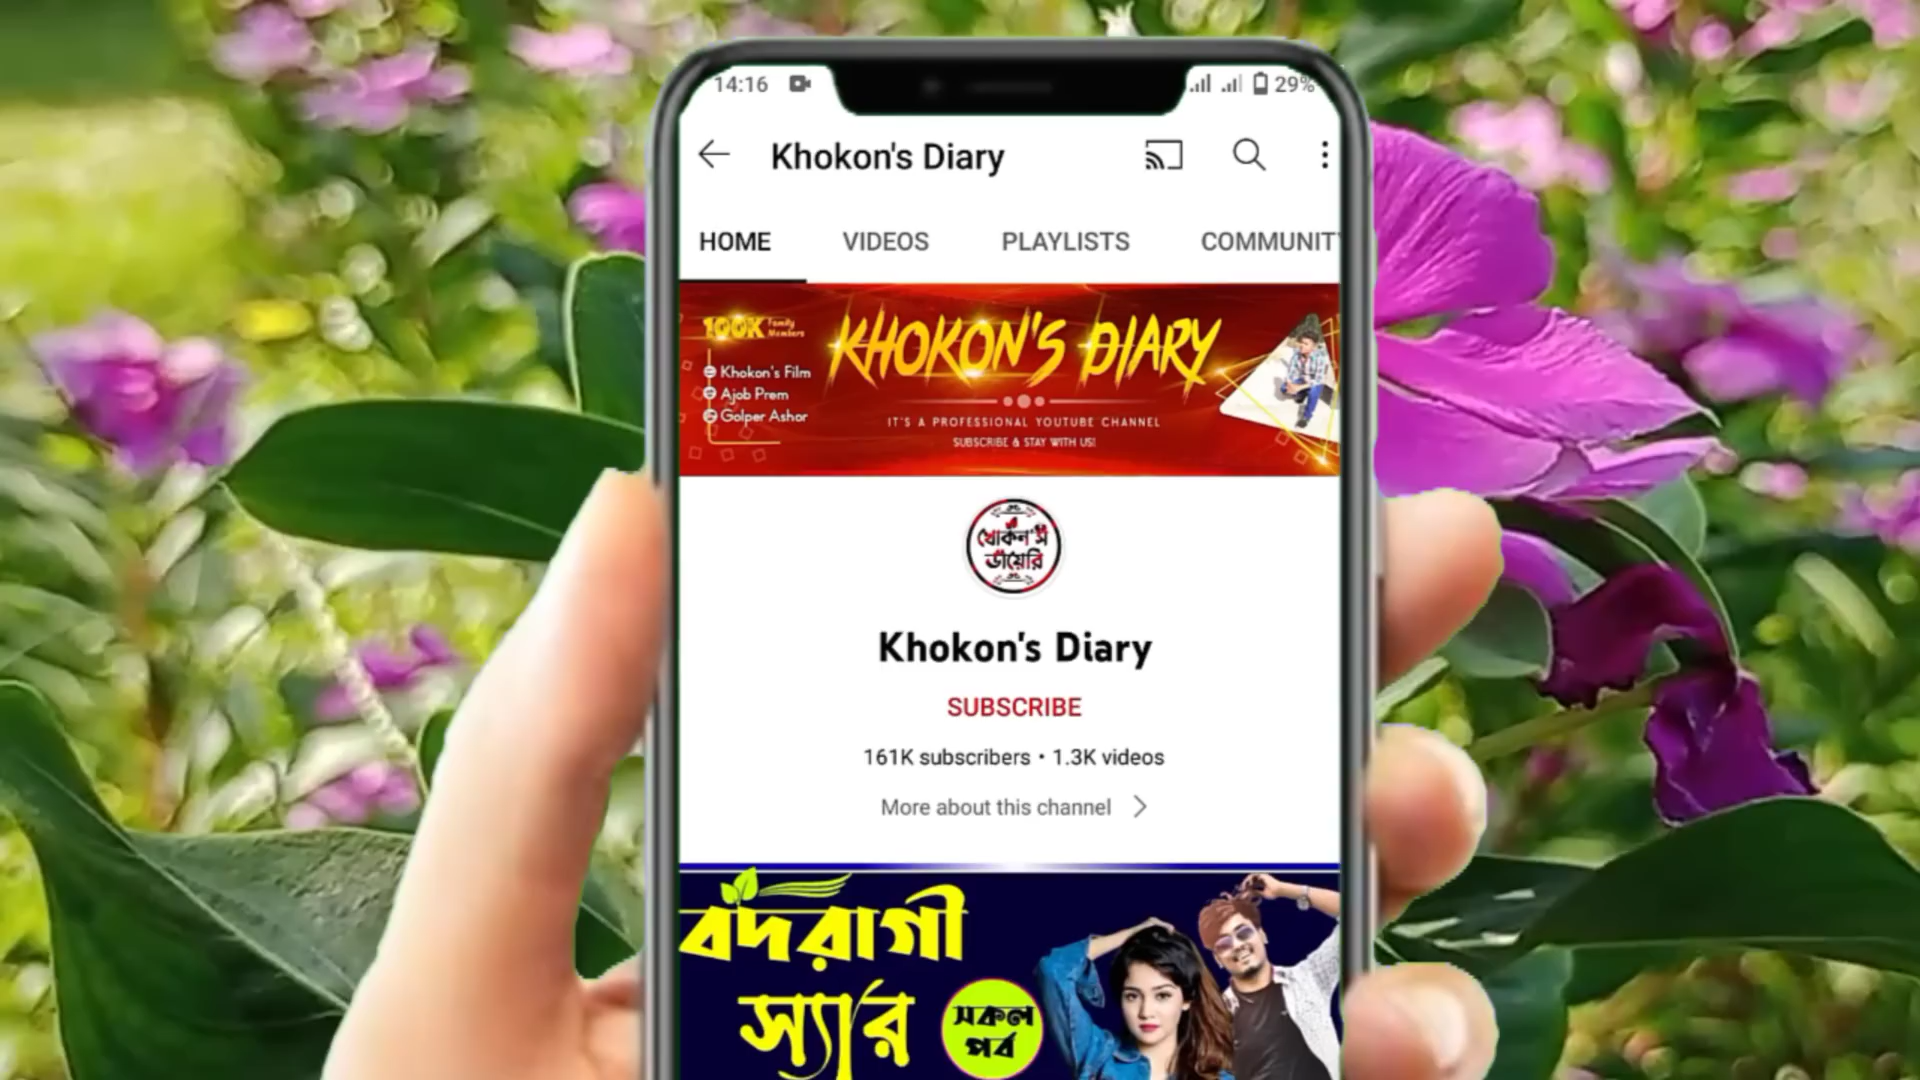 14:16
29%
Khokon's Diary
HOME VIDEOS PLAYLISTS COMMUNIT
100K Family Members
KHOKON'S DIARY
Khokon's Film
Ajob Prem
Golper Ashor
IT'S A PROFESSIONAL YOUTUBE CHANNEL
SUBSCRIBE & STAY WITH US!
খোকন'স
ডায়েরি
Khokon's Diary
SUBSCRIBE
161K subscribers • 1.3K videos
More about this channel
বদরাগী
স্যার
সকল
পর্ব